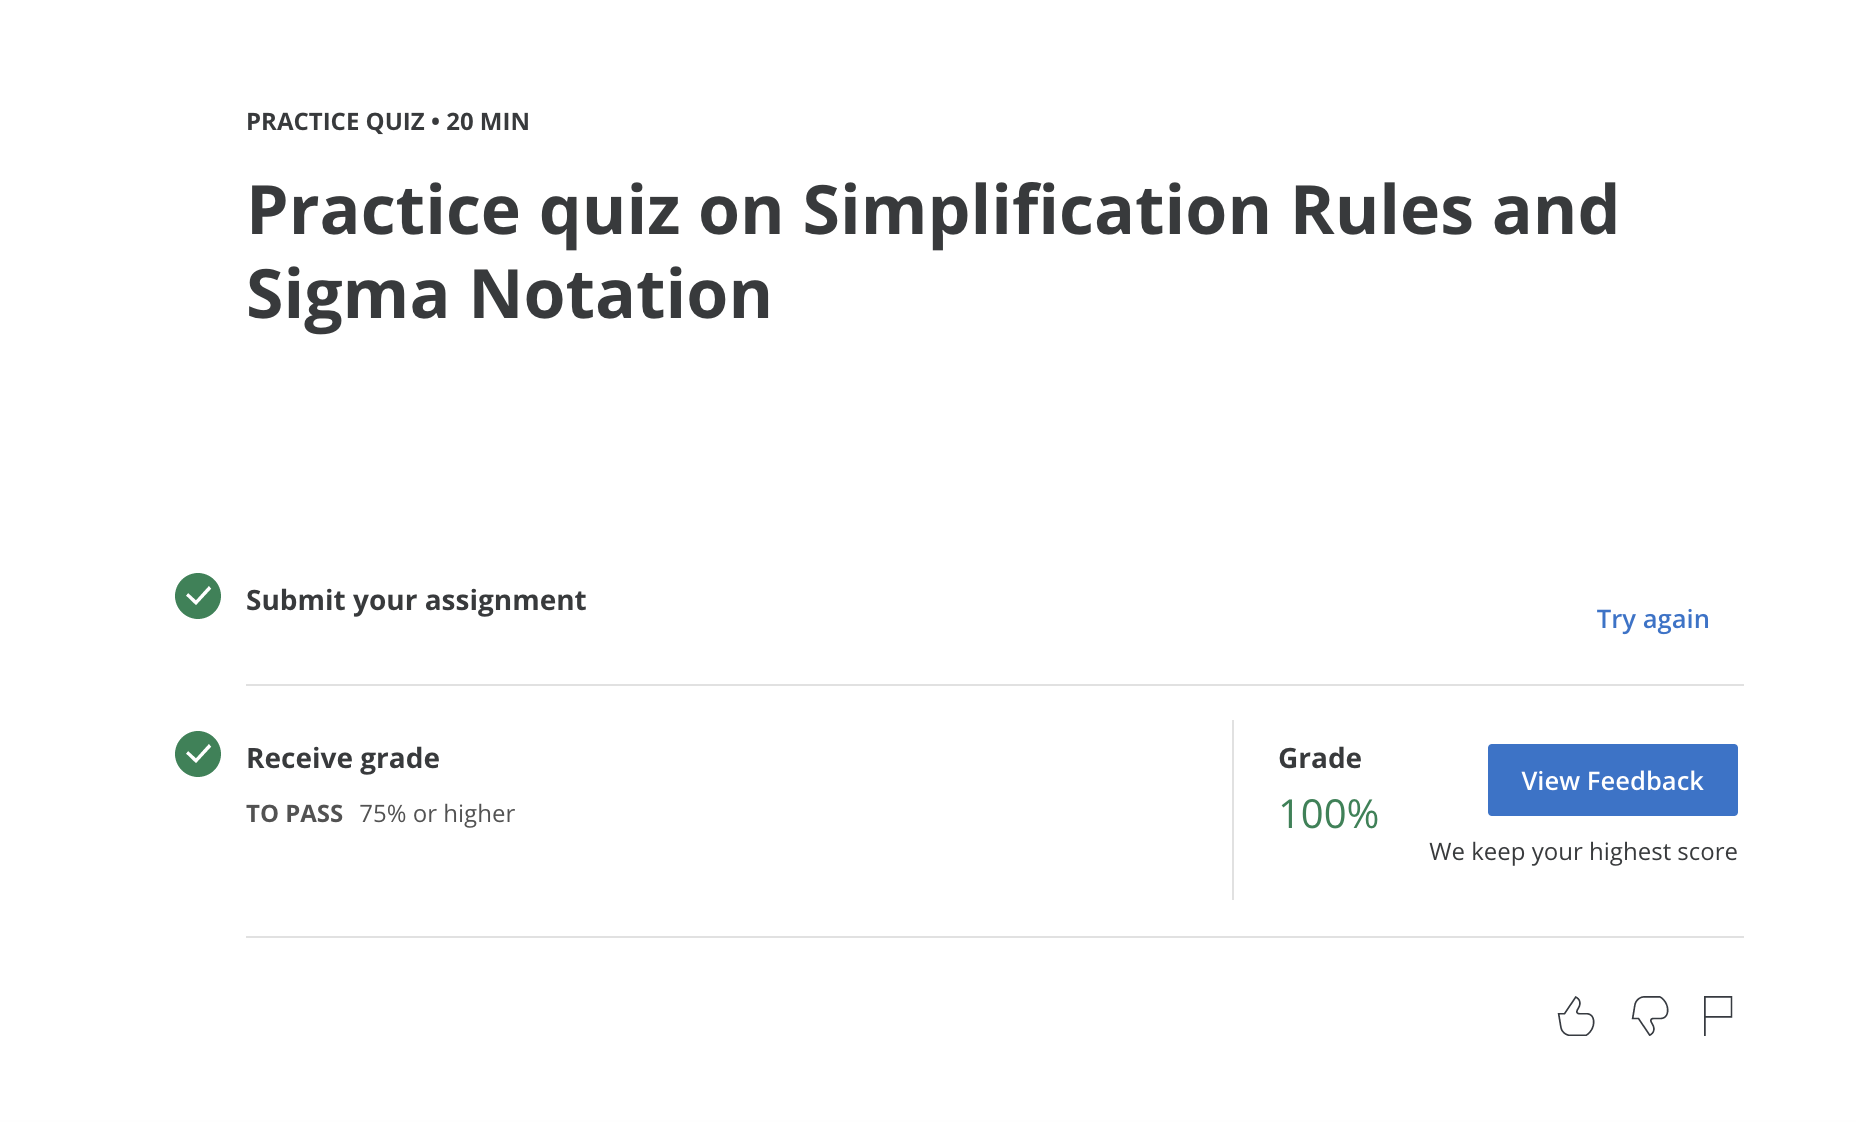 PRACTICE QUIZ • 20 MIN
Practice quiz on Simplification Rules and
Sigma Notation
Submit your assignment
Try again
Receive grade
TO PASS 75% or higher
Grade
100%
View Feedback
We keep your highest score